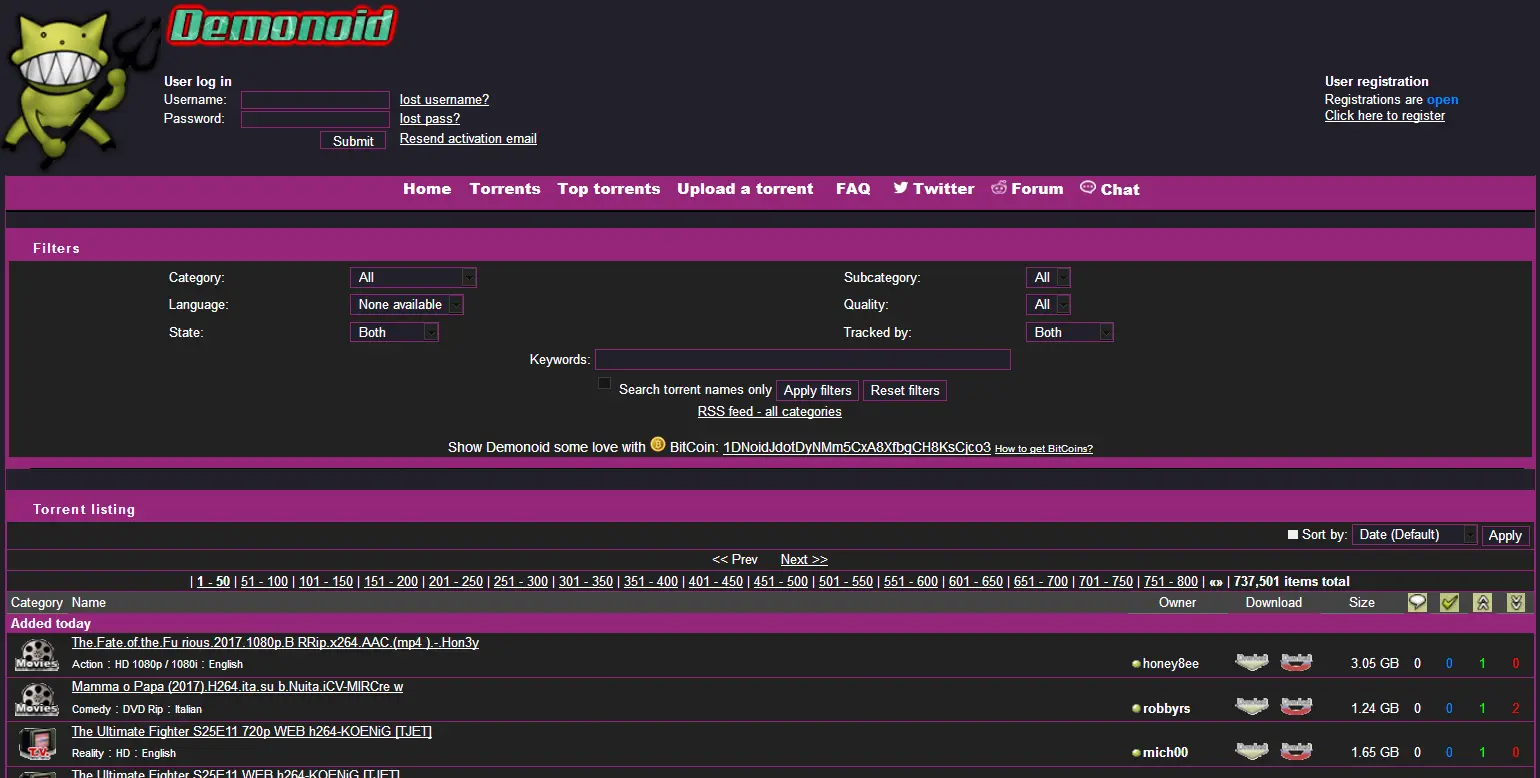 Demonoid
User log in
Username: lost username?
Password: lost pass?
Submit Resend activation email
User registration
Registrations are open
Click here to register
Home Torrents Top torrents Upload a torrent FAQ Twitter Forum Chat
Filters
Category: All Subcategory: All
Language: None available Quality: All
State: Both Tracked by: Both
Keywords:
Search torrent names only Apply filters Reset filters
RSS feed - all categories
Show Demonoid some love with BitCoin: 1DNoidJdotDyNMm5CxA8XfbgCH8KsCjco3 How to get BitCoins?
Torrent listing
Sort by: Date (Default) Apply
<< Prev Next >>
| 1 - 50 | 51 - 100 | 101 - 150 | 151 - 200 | 201 - 250 | 251 - 300 | 301 - 350 | 351 - 400 | 401 - 450 | 451 - 500 | 501 - 550 | 551 - 600 | 601 - 650 | 651 - 700 | 701 - 750 | 751 - 800 | «» | 737,501 items total
Category Name Owner Download Size
Added today
Movies The.Fate.of.the.Fu rious.2017.1080p.B RRip.x264.AAC.(mp4 ).-.Hon3y
Action : HD 1080p / 1080i : English honey8ee 3.05 GB 0 0 1 0
Movies Mamma o Papa (2017).H264.ita.su b.Nuita.iCV-MIRCre w
Comedy : DVD Rip : Italian robbyrs 1.24 GB 0 0 1 2
T.V. The Ultimate Fighter S25E11 720p WEB h264-KOENiG [TJET]
Reality : HD : English mich00 1.65 GB 0 0 1 0
The Ultimate Fighter S25E11 WEB h264-KOENiG [TJET]